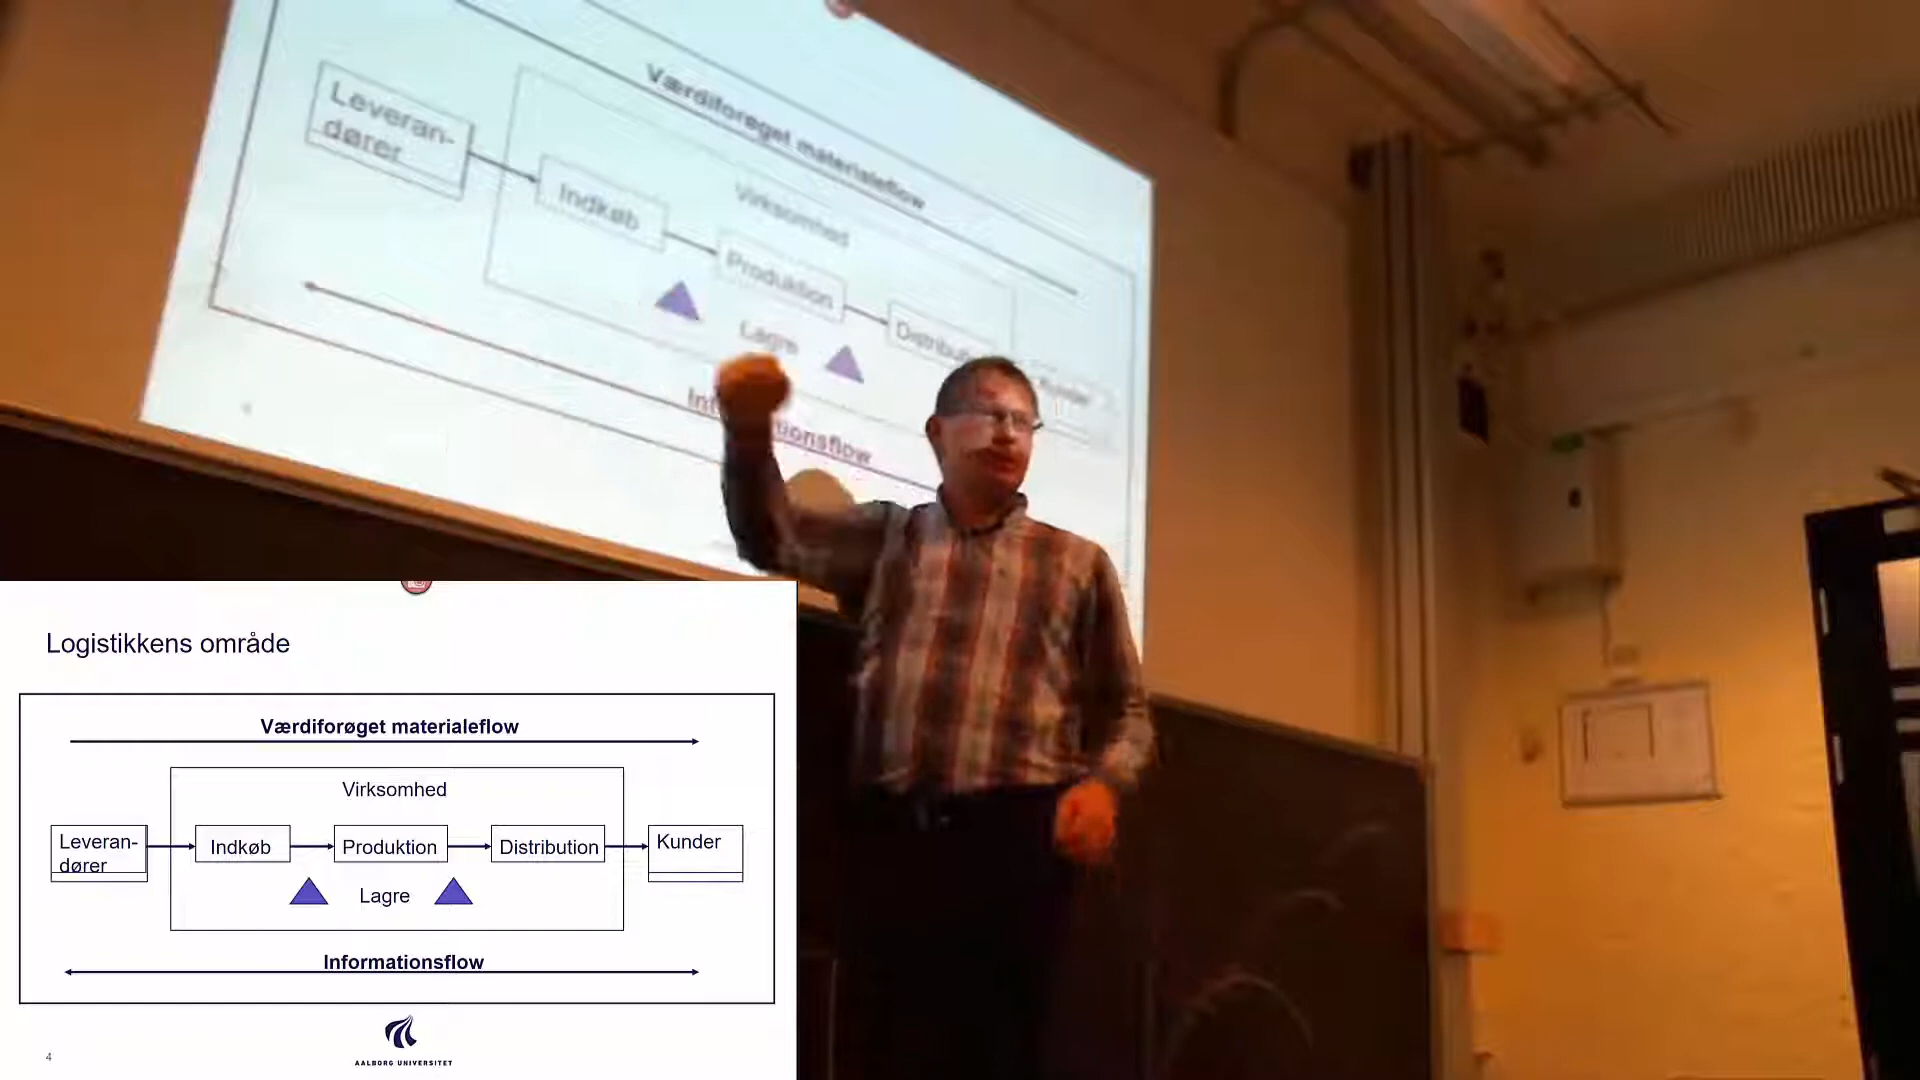 Værdiforøget materialeflow
Leveran-
dører
Virksomhed
Indkøb
Produktion
Lagre
Kunder
Logistikkens område
Værdiforøget materialeflow
Virksomhed
Leveran-
dører
Indkøb
Produktion
Distribution
Kunder
Lagre
Informationsflow
4
AALBORG UNIVERSITET